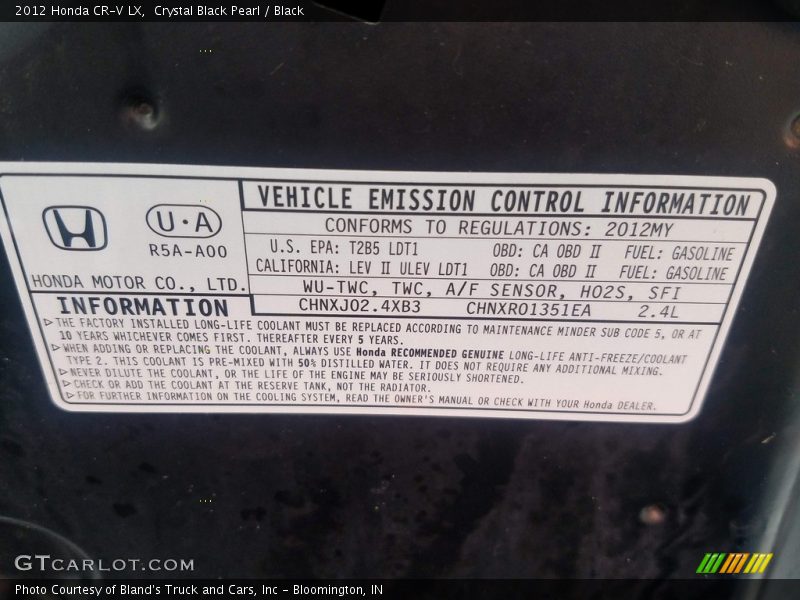 2012 Honda CR-V LX, Crystal Black Pearl / Black
VEHICLE EMISSION CONTROL INFORMATION
U·A
R5A-A00
HONDA MOTOR CO., LTD.
CONFORMS TO REGULATIONS: 2012MY
U.S. EPA: T2B5 LDT1 OBD: CA OBD II FUEL: GASOLINE
CALIFORNIA: LEV II ULEV LDT1 OBD: CA OBD II FUEL: GASOLINE
WU-TWC, TWC, A/F SENSOR, HO2S, SFI
CHNXJ02.4XB3 CHNXR0135IEA 2.4L
INFORMATION
▷THE FACTORY INSTALLED LONG-LIFE COOLANT MUST BE REPLACED ACCORDING TO MAINTENANCE MINDER SUB CODE 5, OR AT
10 YEARS WHICHEVER COMES FIRST. THEREAFTER EVERY 5 YEARS.
▷WHEN ADDING OR REPLACING THE COOLANT, ALWAYS USE Honda RECOMMENDED GENUINE LONG-LIFE ANTI-FREEZE/COOLANT
TYPE 2. THIS COOLANT IS PRE-MIXED WITH 50% DISTILLED WATER. IT DOES NOT REQUIRE ANY ADDITIONAL MIXING.
▷NEVER DILUTE THE COOLANT, OR THE LIFE OF THE ENGINE MAY BE SERIOUSLY SHORTENED.
▷CHECK OR ADD THE COOLANT AT THE RESERVE TANK, NOT THE RADIATOR.
▷FOR FURTHER INFORMATION ON THE COOLING SYSTEM, READ THE OWNER'S MANUAL OR CHECK WITH YOUR Honda DEALER.
GTCARLOT.COM
Photo Courtesy of Bland's Truck and Cars, Inc - Bloomington, IN